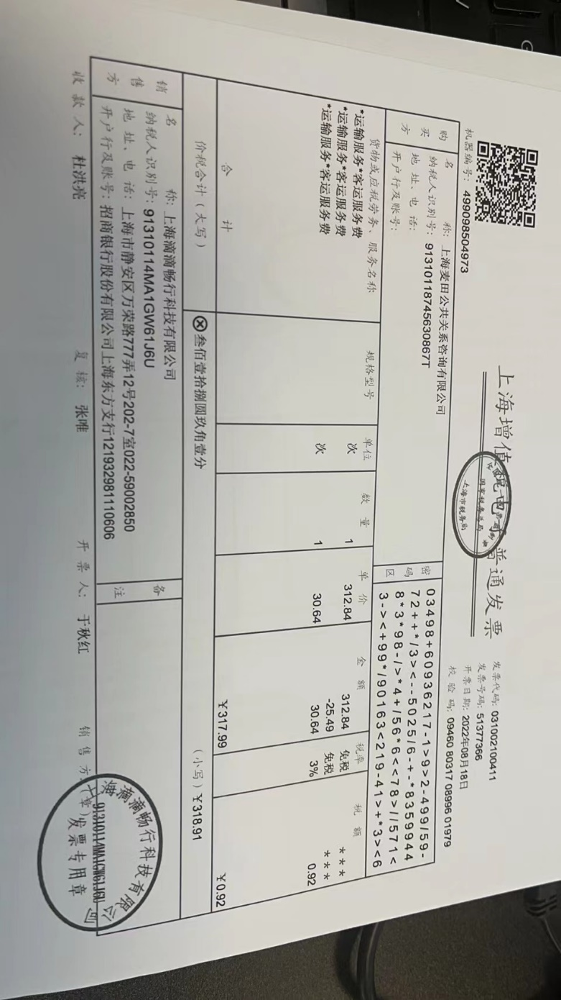 上海增值税电子普通发票
国家税务总局
上海市税务局
发票代码: 031002100411
发票号码: 51377366
开票日期: 2022年08月18日
校 验 码: 09460 80317 08996 01979
机器编号: 499098504973
购买方
名 称: 上海麦田公共关系咨询有限公司
纳税人识别号: 91310118745630867T
地 址、电 话:
开户行及账号:
密码区
03498+60936217-1>9>2-499/59-
72++*/3><--5025/6-+-*8359944
8*3*98-/>*4+/56*6<<78>//571<
3-><+99*/90163<219-41>+*3><6
货物或应税劳务、服务名称 规格型号 单位 数 量 单 价 金 额 税率 税 额
*运输服务*客运服务费 次 1 312.84 312.84 免税 ***
*运输服务*客运服务费 -25.49 免税 ***
*运输服务*客运服务费 次 1 30.64 30.64 3% 0.92
合 计 ¥317.99 ¥0.92
价税合计(大写) ⊗叁佰壹拾捌圆玖角壹分 (小写)¥318.91
销售方
名 称: 上海滴滴畅行科技有限公司
纳税人识别号: 91310114MA1GW61J6U
地 址、电 话: 上海市静安区万荣路777弄12号202-7室022-59002850
开户行及账号: 招商银行股份有限公司上海东方支行121932981110606
备注
收 款 人: 杜洪亮 复 核: 张唯 开 票 人: 于秋红 销 售 方:(章)
上海滴滴畅行科技有限公司
91310114MA1GW61J6U
发票专用章